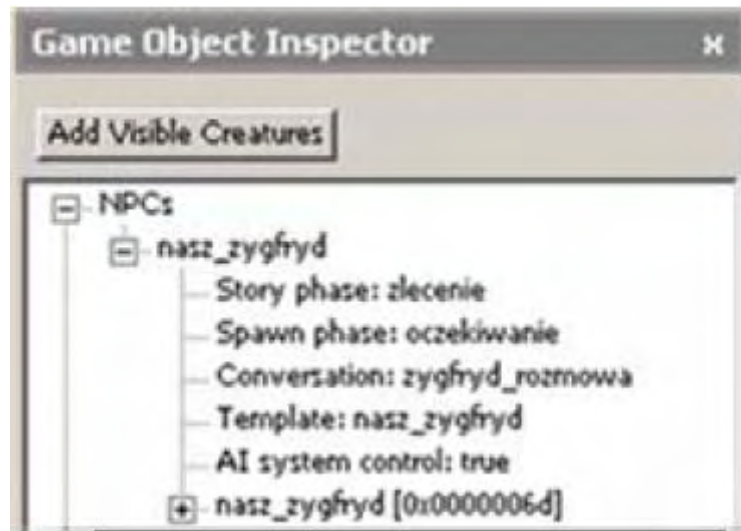 Game Object Inspector
Add Visible Creatures
NPCs
nasz_zygfryd
Story phase: zlecenie
Spawn phase: oczekiwanie
Conversation: zygfryd_rozmowa
Template: nasz_zygfryd
AI system control: true
nasz_zygfryd [0x0000006d]